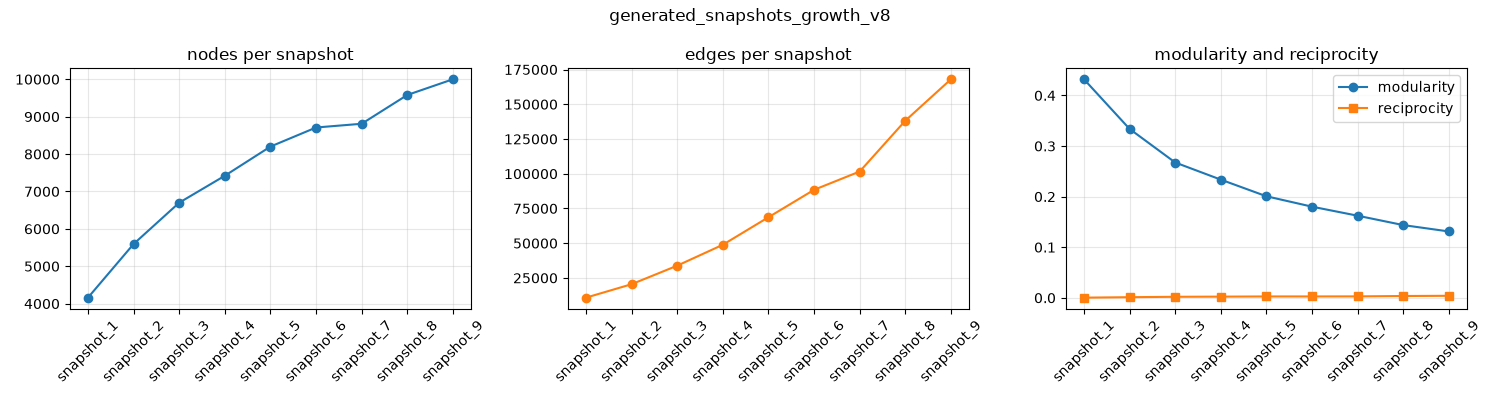 generated_snapshots_growth_v8
nodes per snapshot
10000
9000
8000
7000
6000
5000
4000
snapshot_1
snapshot_2
snapshot_3
snapshot_4
snapshot_5
snapshot_6
snapshot_7
snapshot_8
snapshot_9
edges per snapshot
175000
150000
125000
100000
75000
50000
25000
snapshot_1
snapshot_2
snapshot_3
snapshot_4
snapshot_5
snapshot_6
snapshot_7
snapshot_8
snapshot_9
modularity and reciprocity
modularity
reciprocity
0.4
0.3
0.2
0.1
0.0
snapshot_1
snapshot_2
snapshot_3
snapshot_4
snapshot_5
snapshot_6
snapshot_7
snapshot_8
snapshot_9